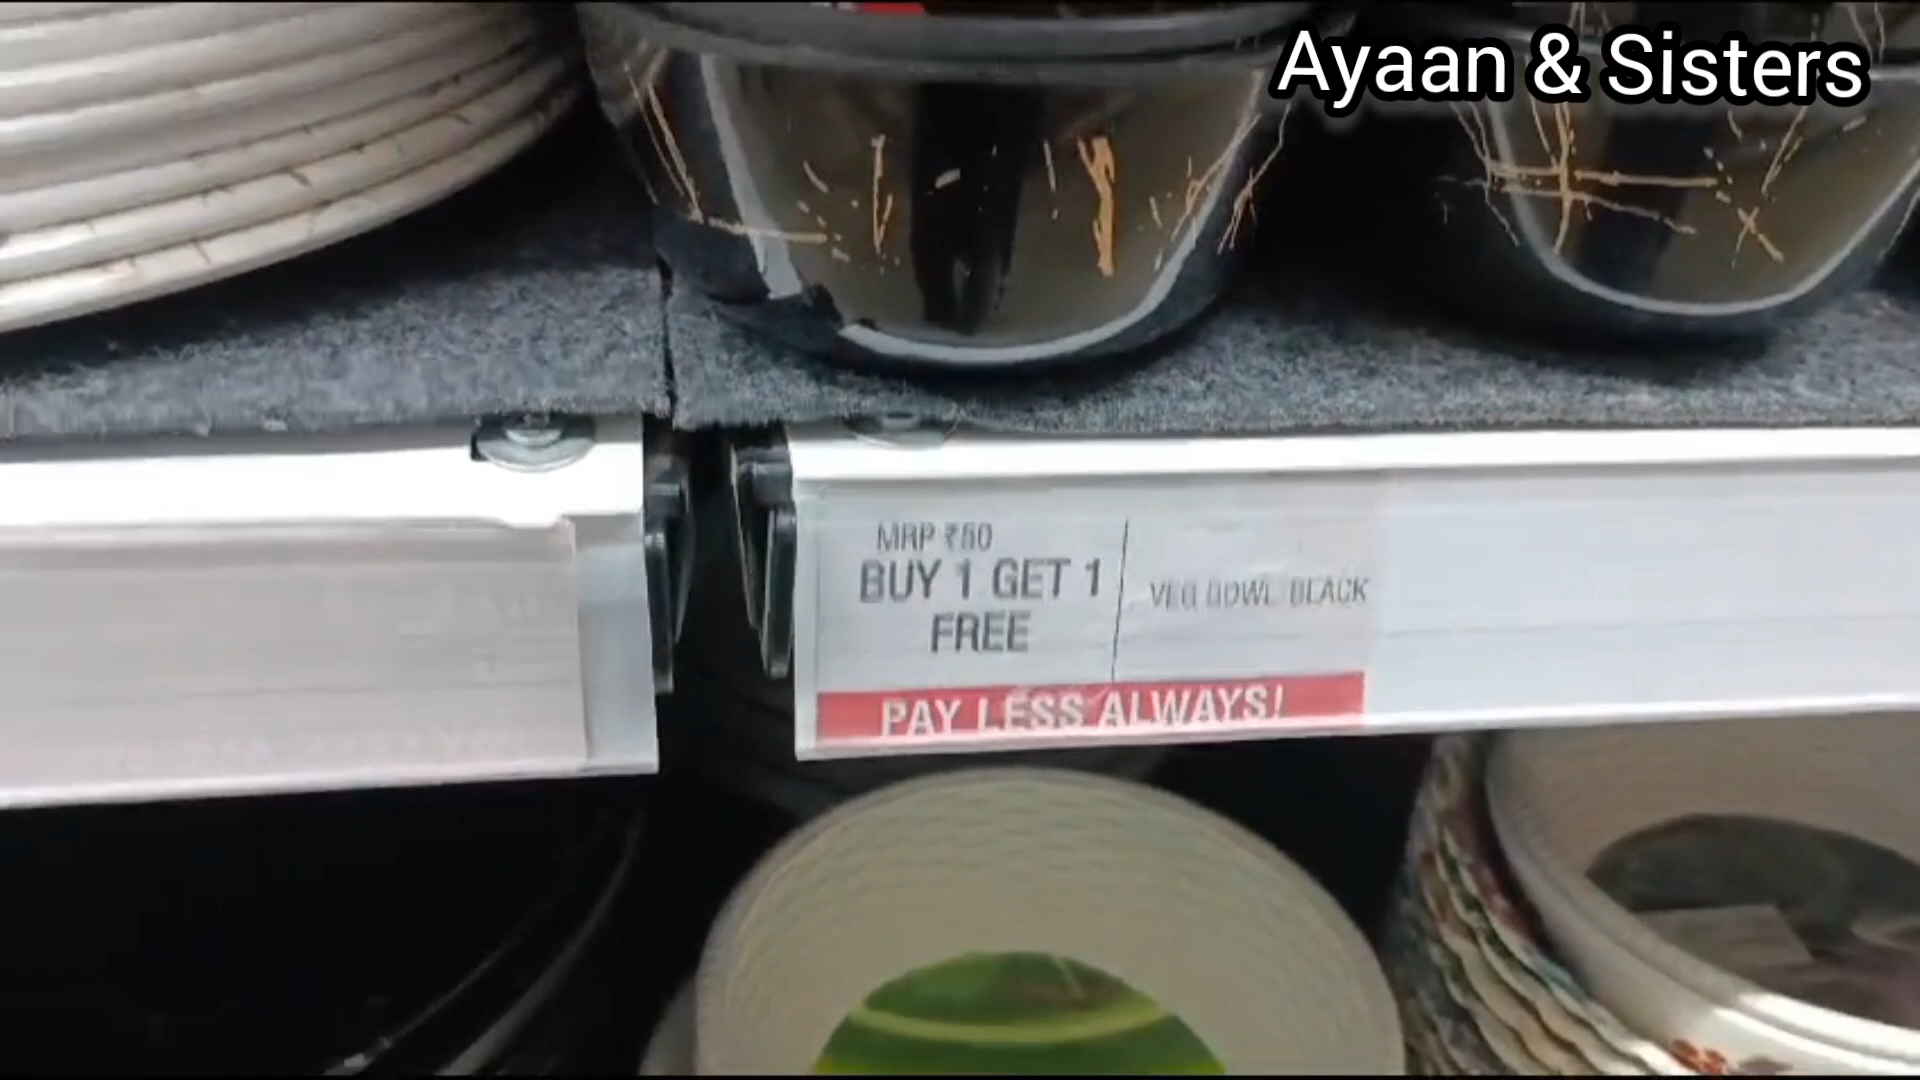 Ayaan & Sisters
MRP ₹50
BUY 1 GET 1
FREE
VEG BOWL BLACK
PAY LESS ALWAYS!